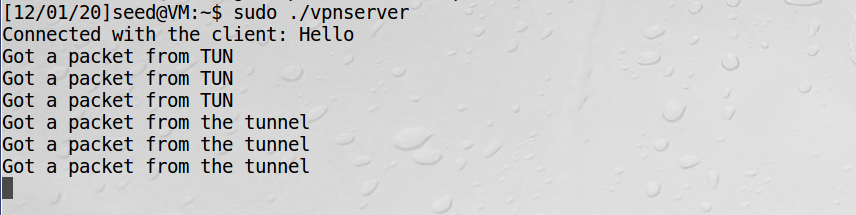 [12/01/20]seed@VM:~$ sudo ./vpnserver
Connected with the client: Hello
Got a packet from TUN
Got a packet from TUN
Got a packet from TUN
Got a packet from the tunnel
Got a packet from the tunnel
Got a packet from the tunnel